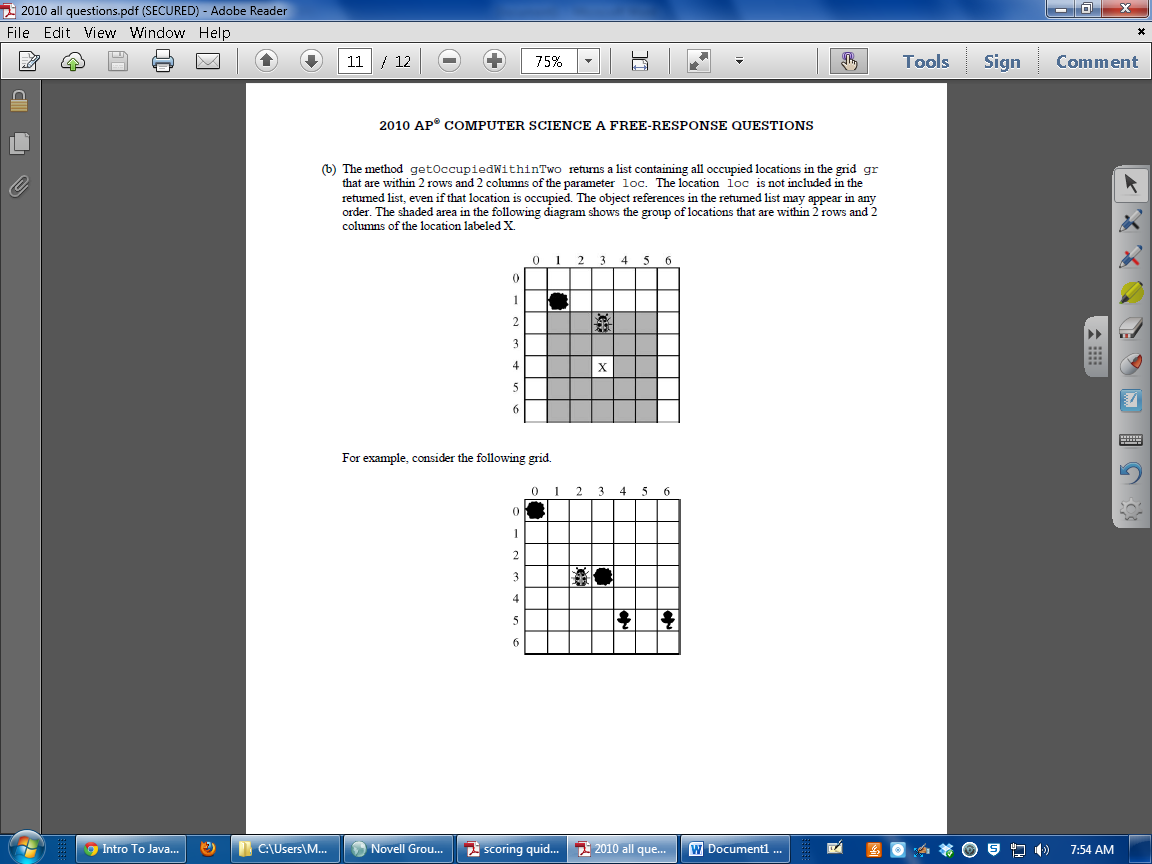 2010 all questions.pdf (SECURED) - Adobe Reader
File Edit View Window Help
11 / 12 75% Tools Sign Comment
2010 AP® COMPUTER SCIENCE A FREE-RESPONSE QUESTIONS
(b) The method getOccupiedWithinTwo returns a list containing all occupied locations in the grid gr
that are within 2 rows and 2 columns of the parameter loc. The location loc is not included in the
returned list, even if that location is occupied. The object references in the returned list may appear in any
order. The shaded area in the following diagram shows the group of locations that are within 2 rows and 2
columns of the location labeled X.
0 1 2 3 4 5 6
0
1
2
3
4 X
5
6
For example, consider the following grid.
0 1 2 3 4 5 6
0
1
2
3
4
5
6
Intro To Java... C:\Users\M... Novell Grou... scoring quid... 2010 all que... Document1 ... 7:54 AM